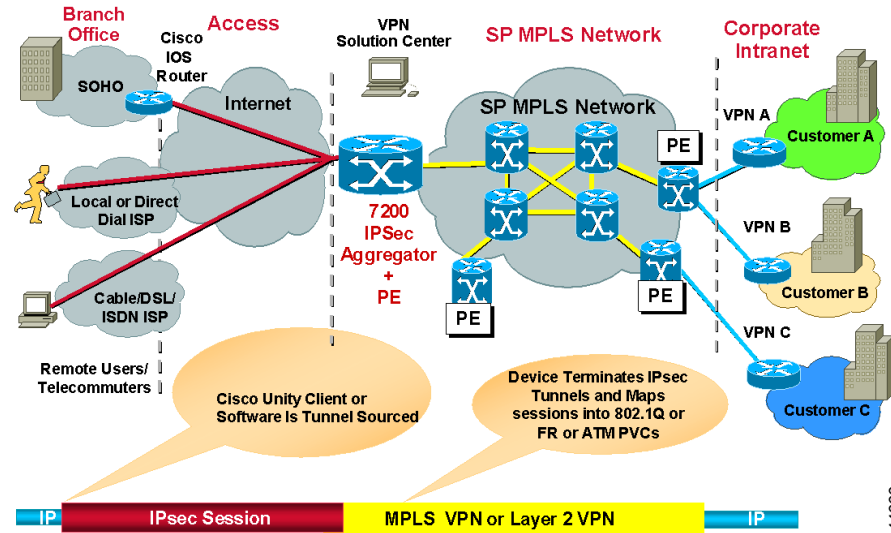 Branch
Office
Access
VPN
Solution Center
SP MPLS Network
Corporate
Intranet
Cisco
IOS
Router
SOHO
Internet
SP MPLS Network
VPN A
Customer A
PE
Local or Direct
Dial ISP
7200
IPSec
Aggregator
+
PE
VPN B
Customer B
Cable/DSL/
ISDN ISP
PE
PE
VPN C
Customer C
Remote Users/
Telecommuters
Cisco Unity Client or
Software Is Tunnel Sourced
Device Terminates IPsec
Tunnels and Maps
sessions into 802.1Q or
FR or ATM PVCs
IP
IPsec Session
MPLS VPN or Layer 2 VPN
IP